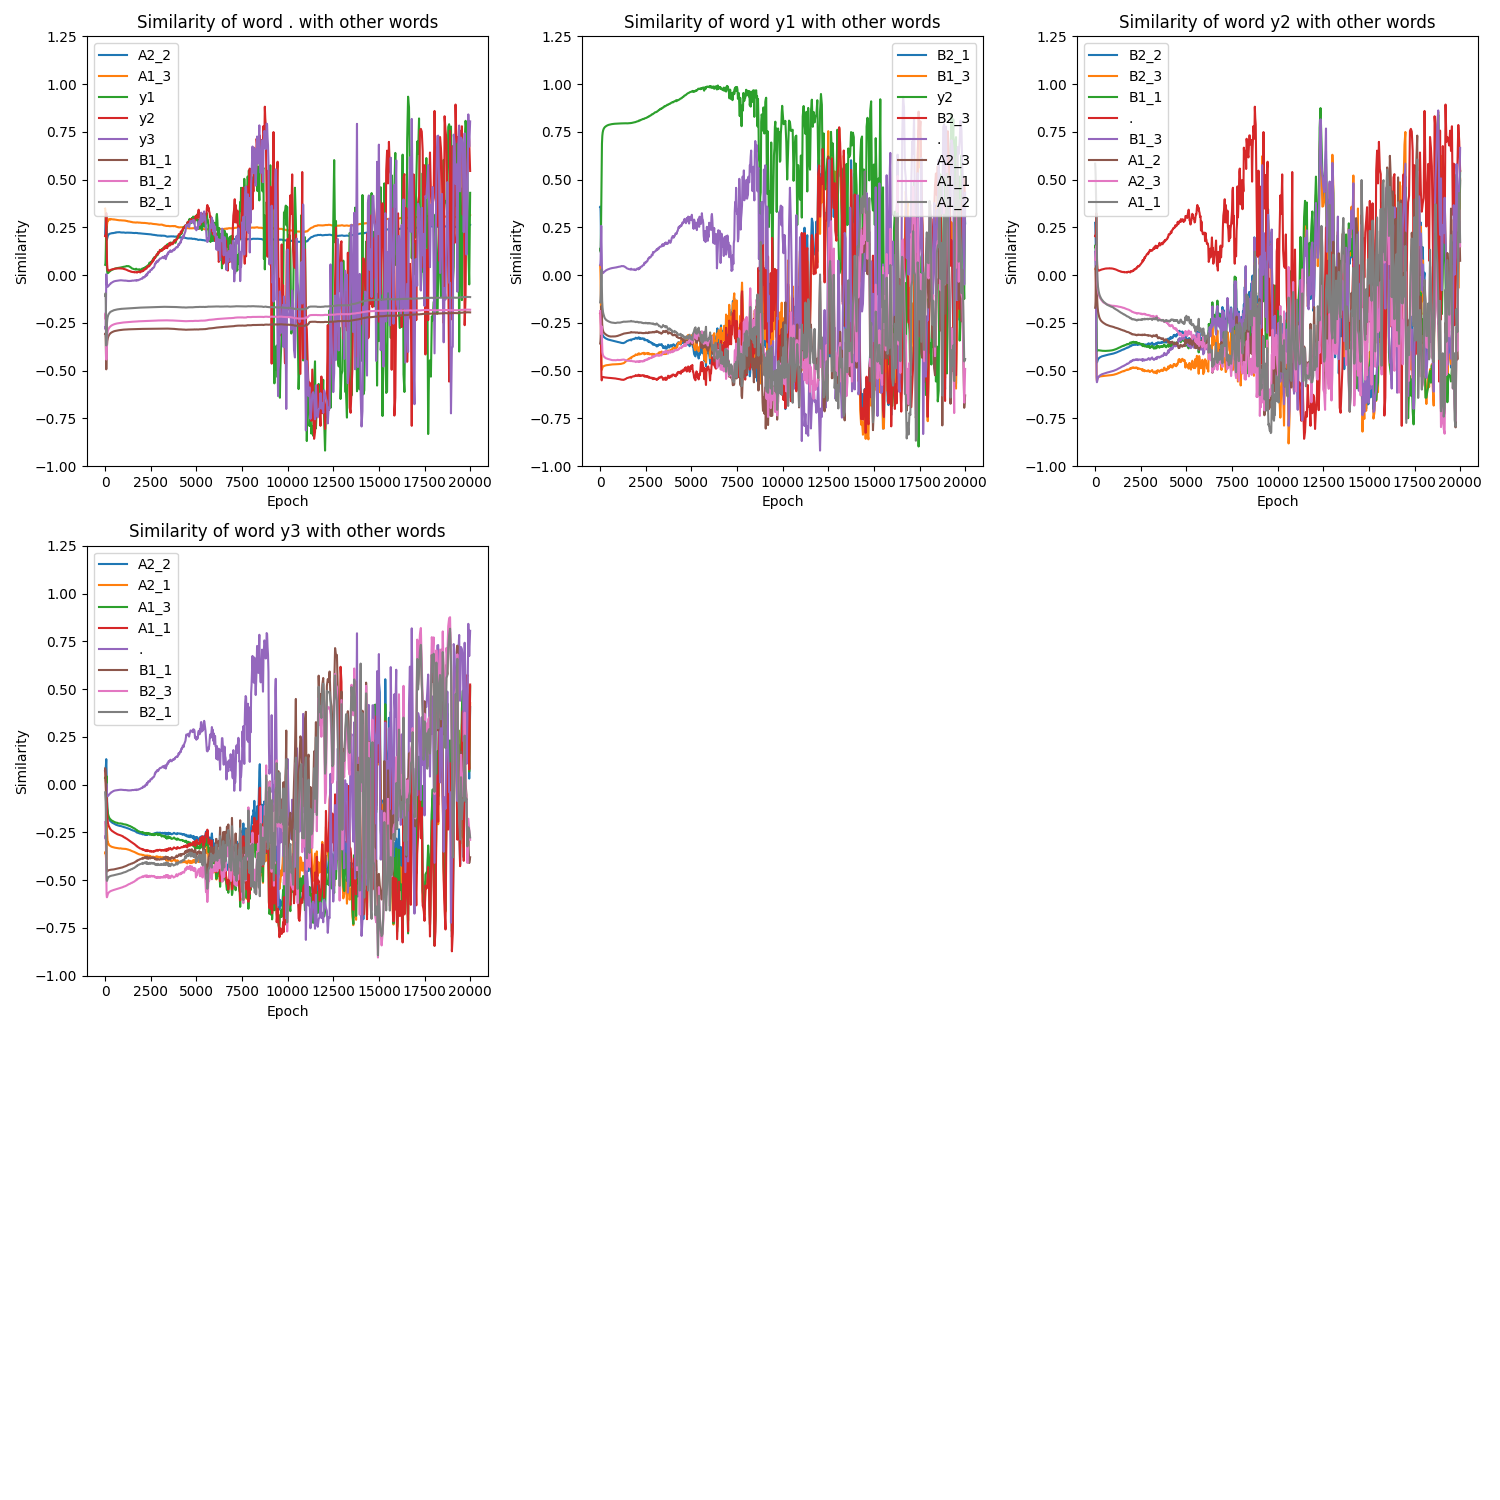 Similarity of word . with other words
1.25
1.00
0.75
0.50
0.25
0.00
−0.25
−0.50
−0.75
−1.00
Similarity
A2_2
A1_3
y1
y2
y3
B1_1
B1_2
B2_1
0 2500 5000 7500 10000 12500 15000 17500 20000
Epoch
Similarity of word y1 with other words
1.25
1.00
0.75
0.50
0.25
0.00
−0.25
−0.50
−0.75
−1.00
Similarity
B2_1
B1_3
y2
B2_3
.
A2_3
A1_1
A1_2
0 2500 5000 7500 10000 12500 15000 17500 20000
Epoch
Similarity of word y2 with other words
1.25
1.00
0.75
0.50
0.25
0.00
−0.25
−0.50
−0.75
−1.00
Similarity
B2_2
B2_3
B1_1
.
B1_3
A1_2
A2_3
A1_1
0 2500 5000 7500 10000 12500 15000 17500 20000
Epoch
Similarity of word y3 with other words
1.25
1.00
0.75
0.50
0.25
0.00
−0.25
−0.50
−0.75
−1.00
Similarity
A2_2
A2_1
A1_3
A1_1
.
B1_1
B2_3
B2_1
0 2500 5000 7500 10000 12500 15000 17500 20000
Epoch